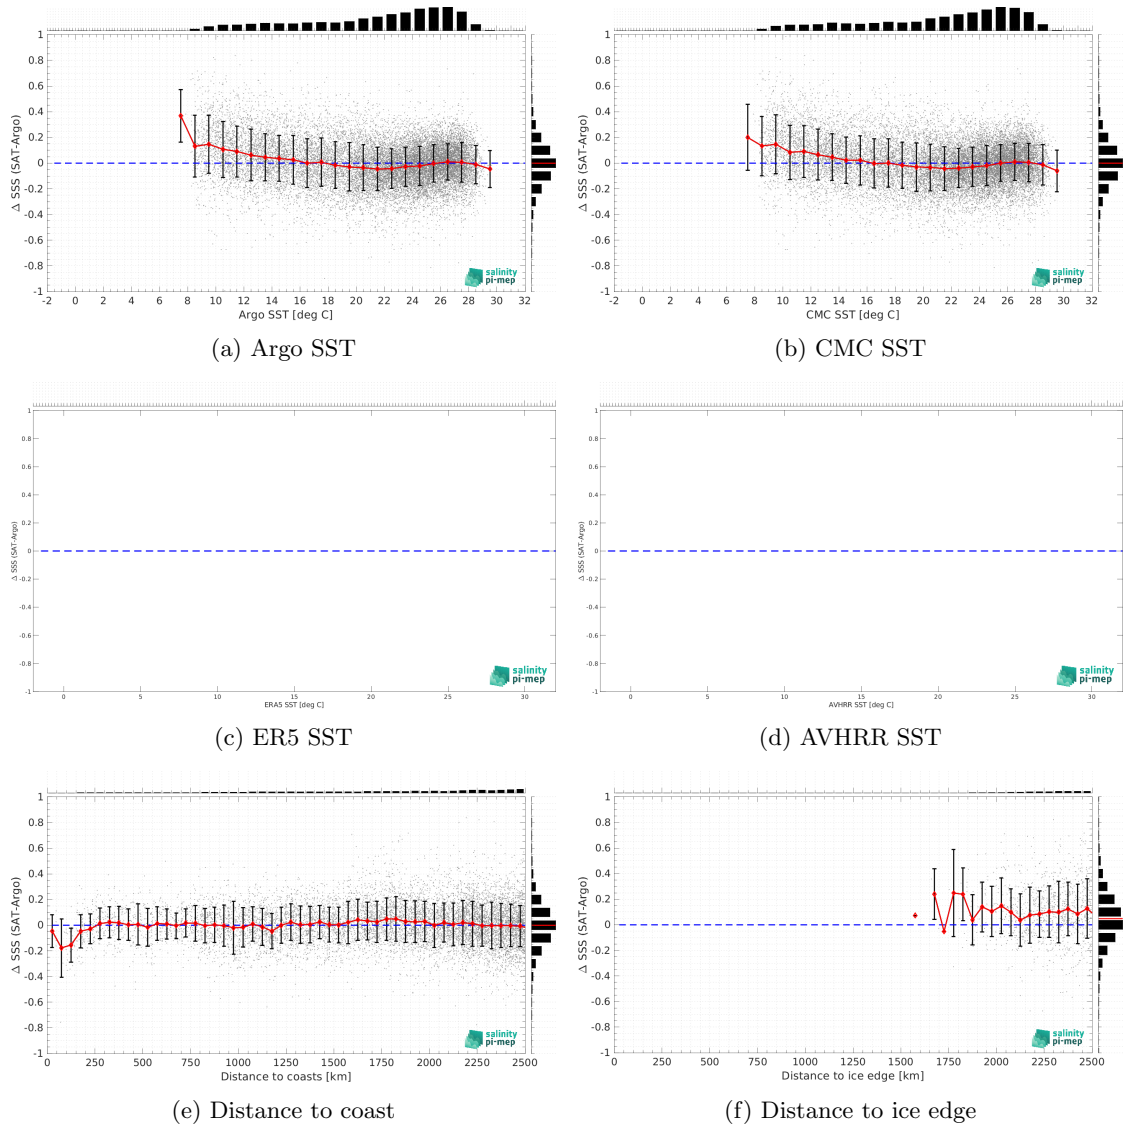 1
0.8
0.6
0.4
0.2
0
-0.2
-0.4
-0.6
-0.8
-1
Δ SSS (SAT-Argo)
-2 0 2 4 6 8 10 12 14 16 18 20 22 24 26 28 30 32
Argo SST [deg C]
salinity
pi-mep
(a) Argo SST
1
0.8
0.6
0.4
0.2
0
-0.2
-0.4
-0.6
-0.8
-1
Δ SSS (SAT-Argo)
-2 0 2 4 6 8 10 12 14 16 18 20 22 24 26 28 30 32
CMC SST [deg C]
salinity
pi-mep
(b) CMC SST
1
0.8
0.6
0.4
0.2
0
-0.2
-0.4
-0.6
-0.8
-1
Δ SSS (SAT-Argo)
0 5 10 15 20 25 30
ERA5 SST [deg C]
salinity
pi-mep
(c) ER5 SST
1
0.8
0.6
0.4
0.2
0
-0.2
-0.4
-0.6
-0.8
-1
Δ SSS (SAT-Argo)
0 5 10 15 20 25 30
AVHRR SST [deg C]
salinity
pi-mep
(d) AVHRR SST
1
0.8
0.6
0.4
0.2
0
-0.2
-0.4
-0.6
-0.8
-1
Δ SSS (SAT-Argo)
0 250 500 750 1000 1250 1500 1750 2000 2250 2500
Distance to coasts [km]
salinity
pi-mep
(e) Distance to coast
1
0.8
0.6
0.4
0.2
0
-0.2
-0.4
-0.6
-0.8
-1
Δ SSS (SAT-Argo)
0 250 500 750 1000 1250 1500 1750 2000 2250 2500
Distance to ice edge [km]
salinity
pi-mep
(f) Distance to ice edge